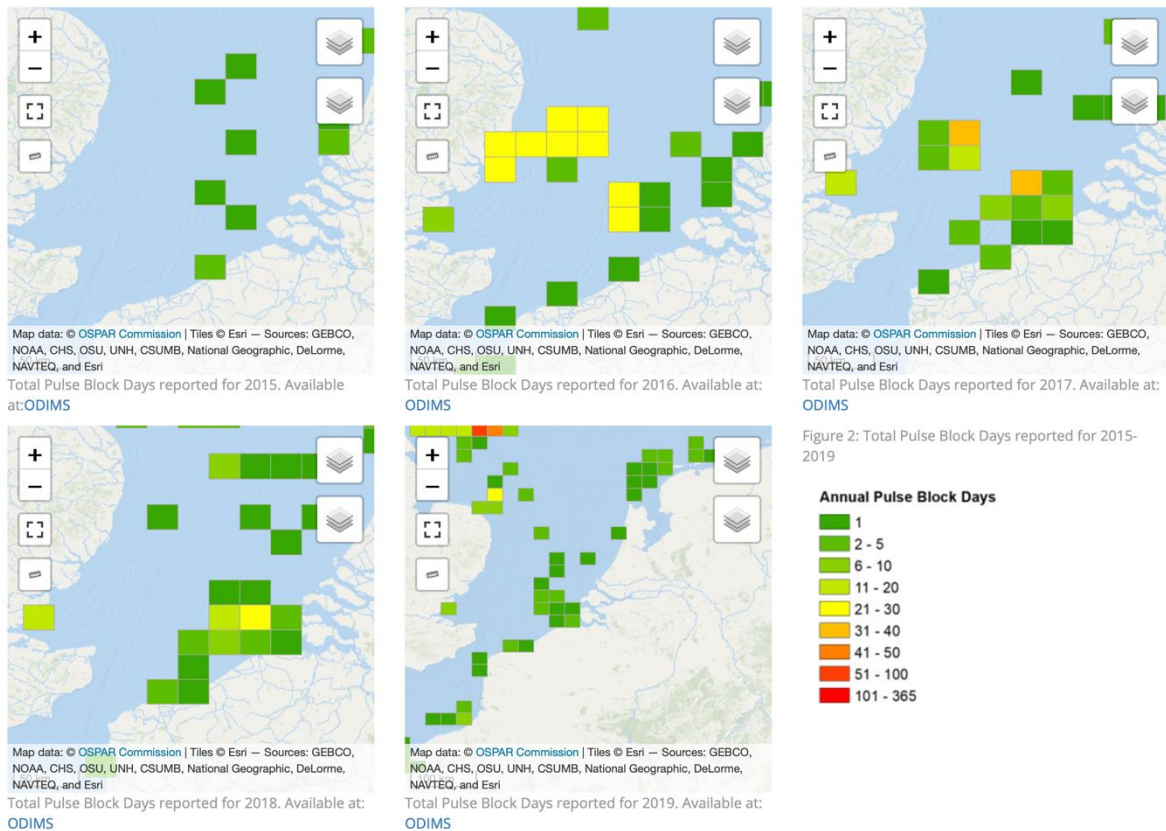 +
−
Map data: © OSPAR Commission | Tiles © Esri — Sources: GEBCO,
NOAA, CHS, OSU, UNH, CSUMB, National Geographic, DeLorme,
NAVTEQ, and Esri
Total Pulse Block Days reported for 2015. Available
at:ODIMS
+
−
Map data: © OSPAR Commission | Tiles © Esri — Sources: GEBCO,
NOAA, CHS, OSU, UNH, CSUMB, National Geographic, DeLorme,
NAVTEQ, and Esri
50 km
Total Pulse Block Days reported for 2016. Available at:
ODIMS
+
−
Map data: © OSPAR Commission | Tiles © Esri — Sources: GEBCO,
NOAA, CHS, OSU, UNH, CSUMB, National Geographic, DeLorme,
NAVTEQ, and Esri
50 km
Total Pulse Block Days reported for 2017. Available at:
ODIMS
+
−
Map data: © OSPAR Commission | Tiles © Esri — Sources: GEBCO,
NOAA, CHS, OSU, UNH, CSUMB, National Geographic, DeLorme,
NAVTEQ, and Esri
50 km
Total Pulse Block Days reported for 2018. Available at:
ODIMS
+
−
Map data: © OSPAR Commission | Tiles © Esri — Sources: GEBCO,
NOAA, CHS, OSU, UNH, CSUMB, National Geographic, DeLorme,
NAVTEQ, and Esri
100 km
Total Pulse Block Days reported for 2019. Available at:
ODIMS
Figure 2: Total Pulse Block Days reported for 2015-
2019
Annual Pulse Block Days
1
2 - 5
6 - 10
11 - 20
21 - 30
31 - 40
41 - 50
51 - 100
101 - 365